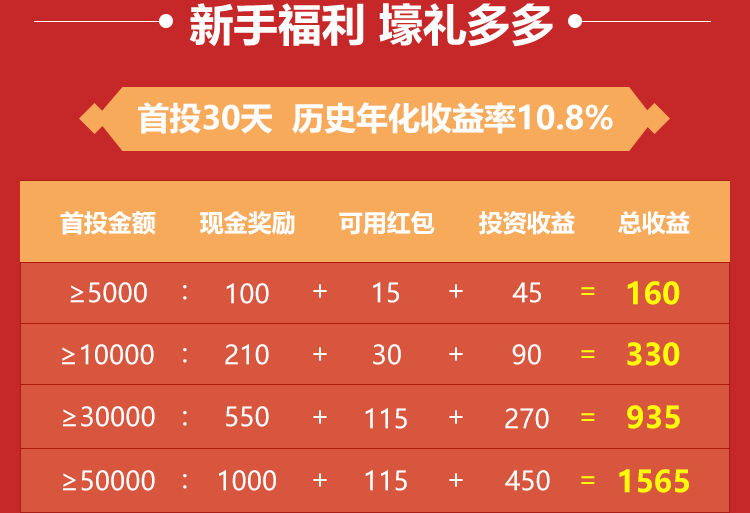 新手福利 壕礼多多
首投30天 历史年化收益率10.8%
首投金额 现金奖励 可用红包 投资收益 总收益
≥5000 : 100 + 15 + 45 = 160
≥10000 : 210 + 30 + 90 = 330
≥30000 : 550 + 115 + 270 = 935
≥50000 : 1000 + 115 + 450 = 1565